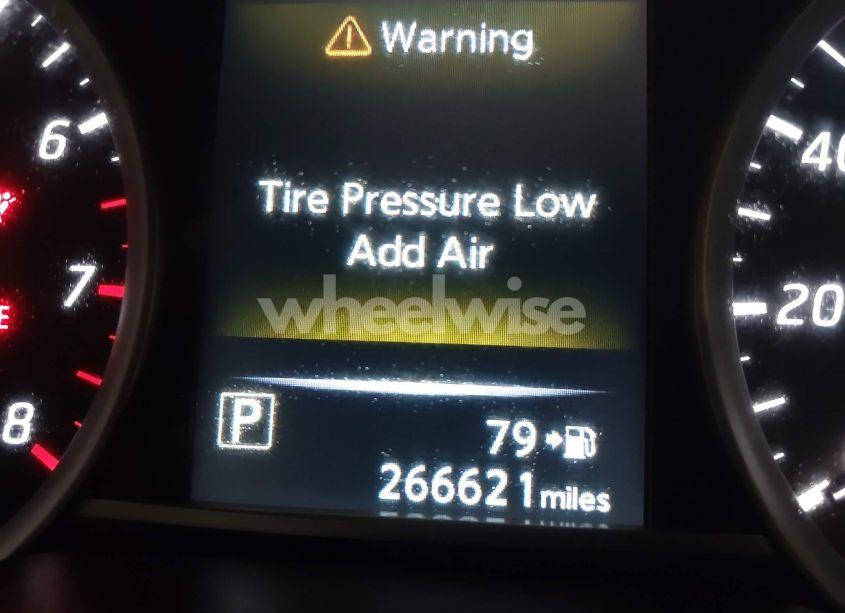 Warning
6
40
Tire Pressure Low
Add Air
7
20
wheelwise
8
P
79
266621 miles